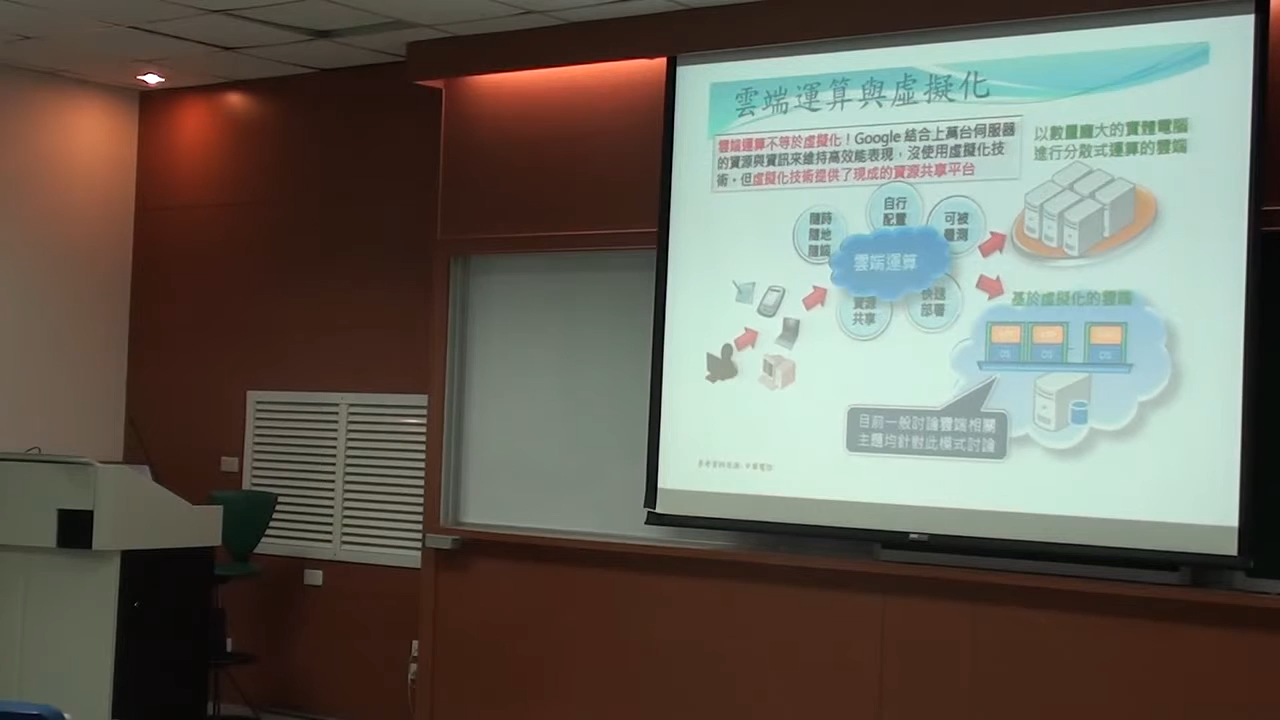 雲端運算與虛擬化
雲端運算不等於虛擬化！Google 結合上萬台伺服器
的資源與資訊來維持高效能表現，沒使用虛擬化技
術。但虛擬化技術提供了現成的資源共享平台
以數量龐大的實體電腦
進行分散式運算的雲端
自行
配置
隨時
隨地
隨端
可被
量測
雲端運算
資源
共享
快速
部署
基於虛擬化的雲端
OS
OS
OS
目前一般討論雲端相關
主題均針對此模式討論